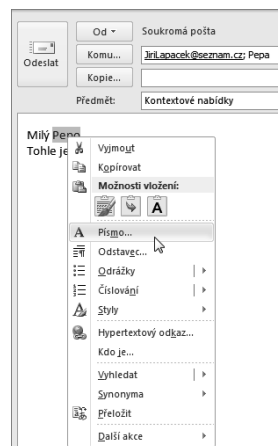 Od
Soukromá pošta
Odeslat
Komu...
JiriLapacek@seznam.cz; Pepa
Kopie...
Předmět:
Kontextové nabídky
Milý Pepo
Tohle je
Vyjmout
Kopírovat
Možnosti vložení:
A
A Písmo...
Odstavec...
Odrážky
Číslování
Styly
Hypertextový odkaz...
Kdo je...
Vyhledat
Synonyma
Přeložit
Další akce